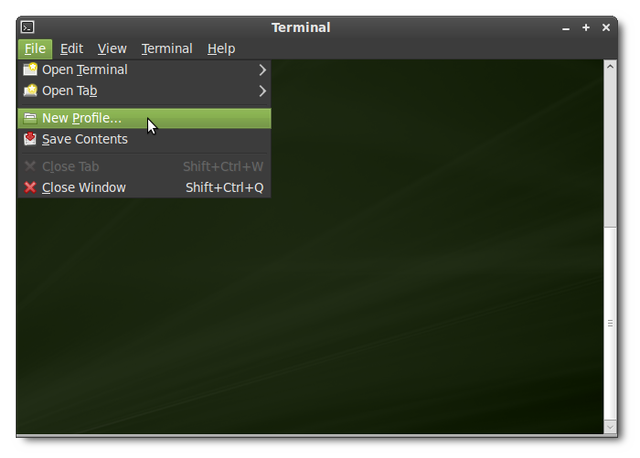 Terminal
File Edit View Terminal Help
Open Terminal
Open Tab
New Profile...
Save Contents
Close Tab Shift+Ctrl+W
Close Window Shift+Ctrl+Q